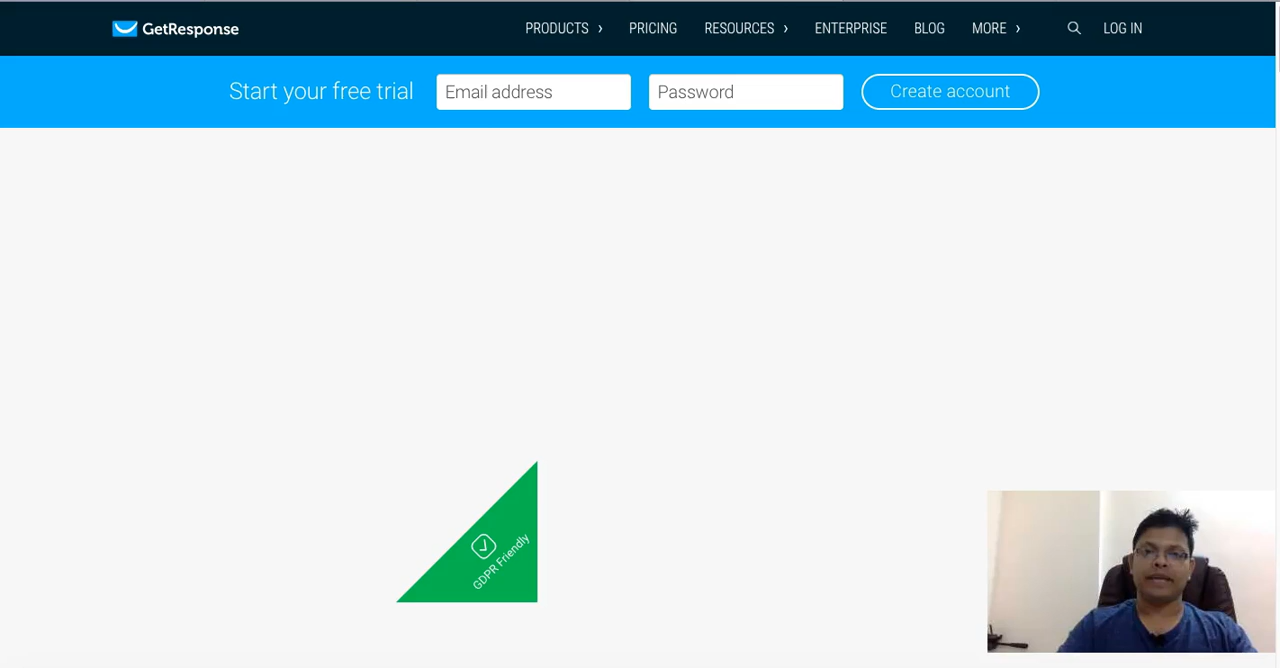 GetResponse
PRODUCTS ›
PRICING
RESOURCES ›
ENTERPRISE
BLOG
MORE ›
LOG IN
Start your free trial
Email address
Password
Create account
GDPR Friendly